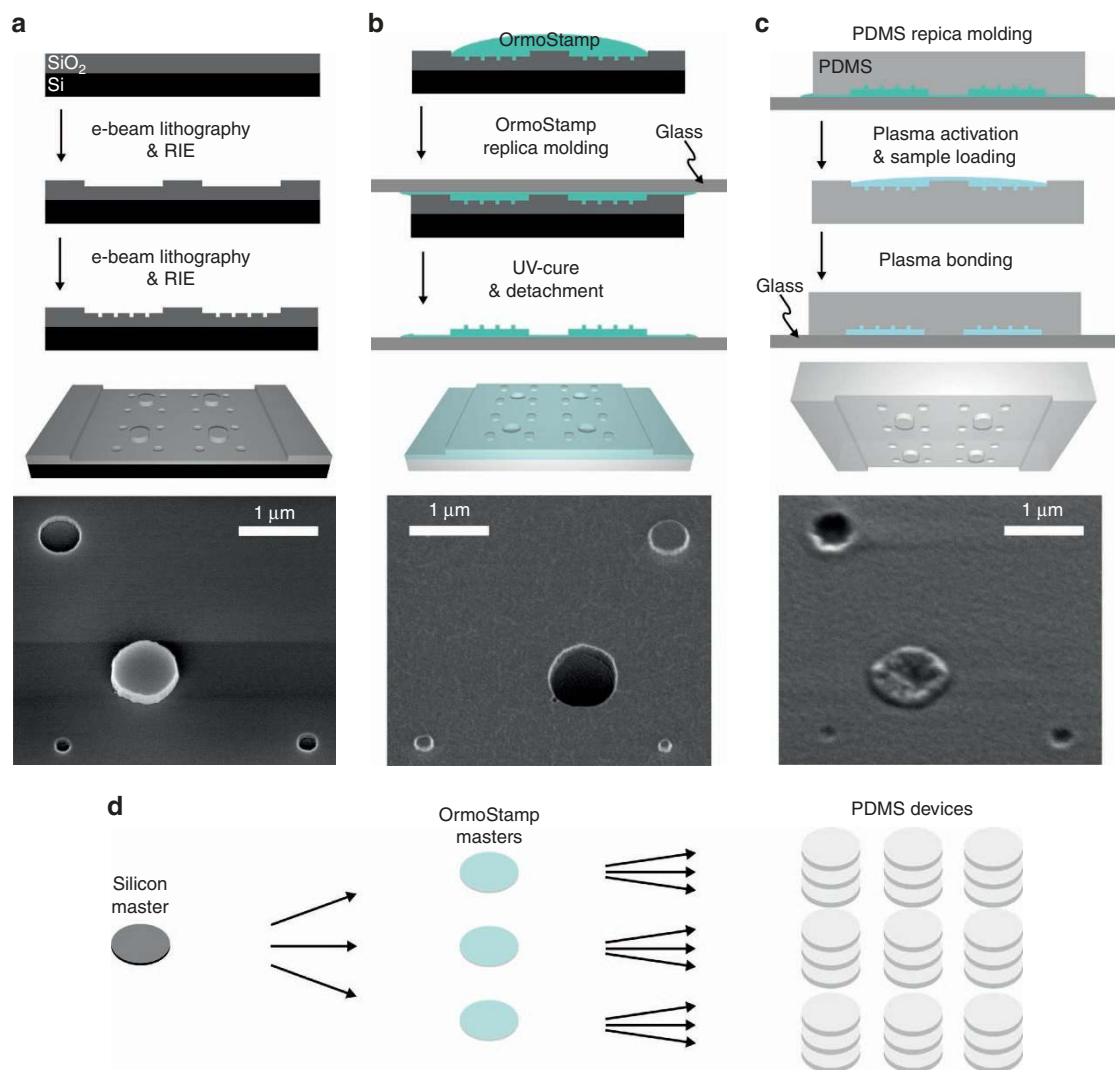 a
SiO2
Si
e-beam lithography
& RIE
e-beam lithography
& RIE
1 μm
b
OrmoStamp
OrmoStamp
replica molding
Glass
UV-cure
& detachment
1 μm
c
PDMS repica molding
PDMS
Plasma activation
& sample loading
Plasma bonding
Glass
1 μm
d
Silicon
master
OrmoStamp
masters
PDMS devices